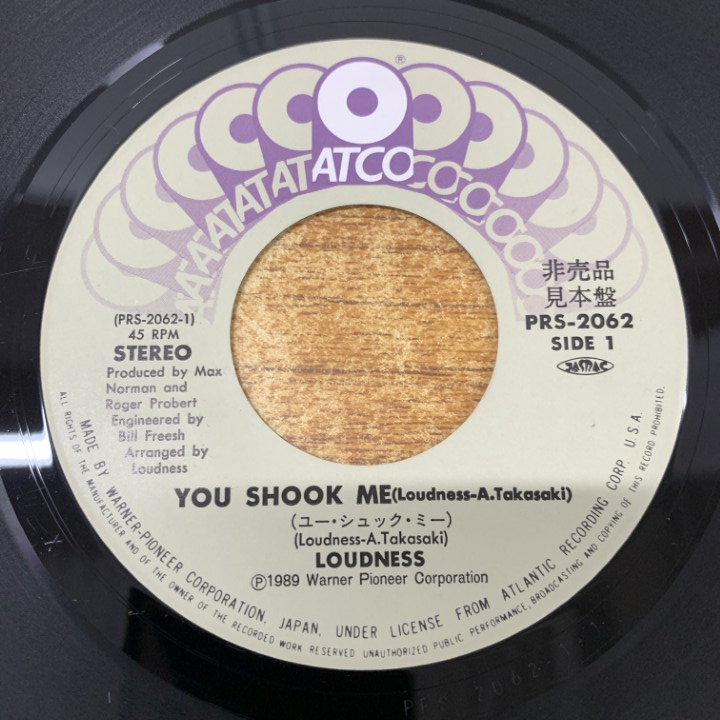 ®
AAAATATATATCOCOCOOOOO
非売品
見本盤
PRS-2062
SIDE 1
JASRAC
(PRS-2062-1)
45 RPM
STEREO
Produced by Max
Norman and
Roger Probert
Engineered by
Bill Freesh
Arranged by
Loudness
YOU SHOOK ME(Loudness-A.Takasaki)
(ユー・シュック・ミー)
(Loudness-A.Takasaki)
LOUDNESS
Ⓟ1989 Warner Pioneer Corporation
MADE BY WARNER-PIONEER CORPORATION, JAPAN, UNDER LICENSE FROM ATLANTIC RECORDING CORP. U.S.A.
ALL RIGHTS OF THE MANUFACTURER AND OF THE OWNER OF THE RECORDED WORK RESERVED UNAUTHORIZED PUBLIC PERFORMANCE, BROADCASTING AND COPYING OF THIS RECORD PROHIBITED.